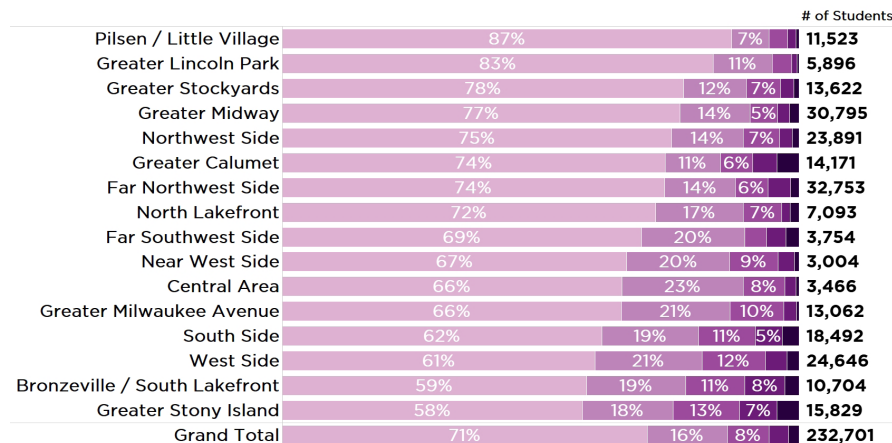 # of Students
Pilsen / Little Village 87% 7% 11,523
Greater Lincoln Park 83% 11% 5,896
Greater Stockyards 78% 12% 7% 13,622
Greater Midway 77% 14% 5% 30,795
Northwest Side 75% 14% 7% 23,891
Greater Calumet 74% 11% 6% 14,171
Far Northwest Side 74% 14% 6% 32,753
North Lakefront 72% 17% 7% 7,093
Far Southwest Side 69% 20% 3,754
Near West Side 67% 20% 9% 3,004
Central Area 66% 23% 8% 3,466
Greater Milwaukee Avenue 66% 21% 10% 13,062
South Side 62% 19% 11% 5% 18,492
West Side 61% 21% 12% 24,646
Bronzeville / South Lakefront 59% 19% 11% 8% 10,704
Greater Stony Island 58% 18% 13% 7% 15,829
Grand Total 71% 16% 8% 232,701